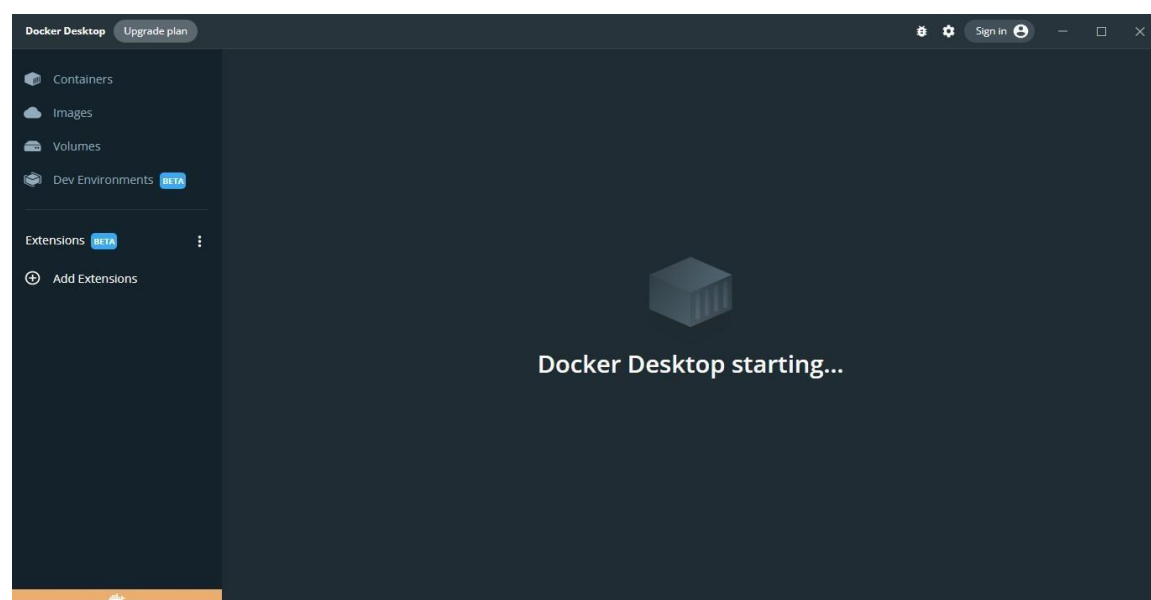 Docker Desktop Upgrade plan Sign in
Containers
Images
Volumes
Dev Environments BETA
Extensions BETA
Add Extensions
Docker Desktop starting...